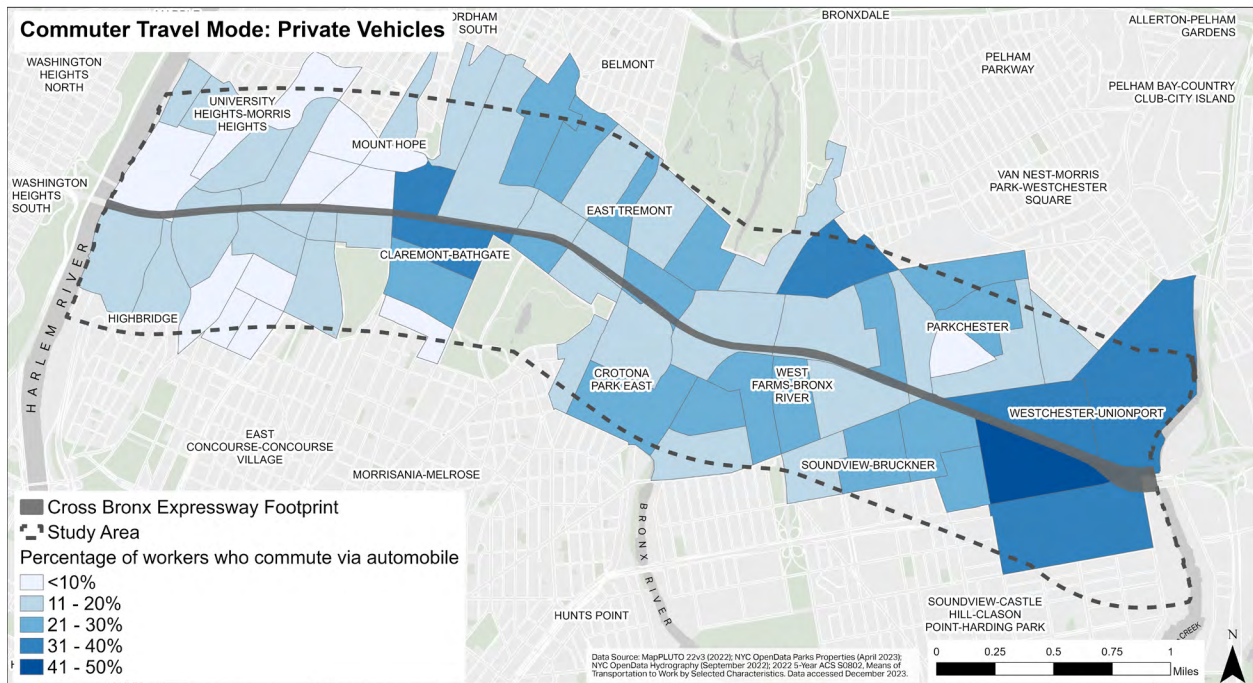 Commuter Travel Mode: Private Vehicles
SOUTH
BRONXDALE
ALLERTON-PELHAM
GARDENS
WASHINGTON
HEIGHTS
NORTH
BELMONT
PELHAM
PARKWAY
PELHAM BAY-COUNTRY
CLUB-CITY ISLAND
UNIVERSITY
HEIGHTS-MORRIS
HEIGHTS
MOUNT HOPE
WASHINGTON
HEIGHTS
SOUTH
VAN NEST-MORRIS
PARK-WESTCHESTER
SQUARE
EAST TREMONT
CLAREMONT-BATHGATE
HARLEM RIVER
HIGHBRIDGE
PARKCHESTER
CROTONA
PARK EAST
WEST
FARMS-BRONX
RIVER
WESTCHESTER-UNIONPORT
EAST
CONCOURSE-CONCOURSE
VILLAGE
MORRISANIA-MELROSE
SOUNDVIEW-BRUCKNER
BRONX RIVER
HUNTS POINT
SOUNDVIEW-CASTLE
HILL-CLASON
POINT-HARDING PARK
CREEK
Cross Bronx Expressway Footprint
Study Area
Percentage of workers who commute via automobile
<10%
11 - 20%
21 - 30%
31 - 40%
41 - 50%
Data Source: MapPLUTO 22v3 (2022); NYC OpenData Parks Properties (April 2023);
NYC OpenData Hydrography (September 2022); 2022 5-Year ACS S0802, Means of
Transportation to Work by Selected Characteristics. Data accessed December 2023.
0 0.25 0.5 0.75 1
Miles
N